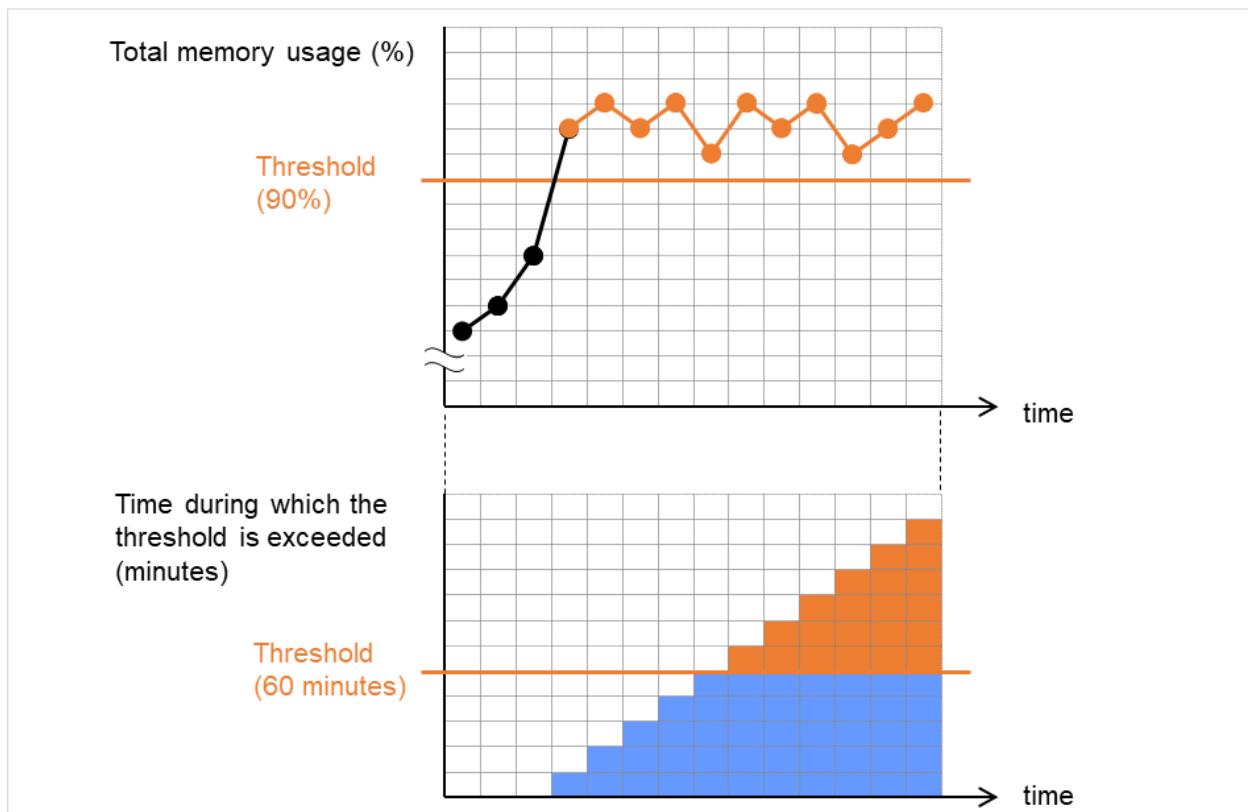 Total memory usage (%)
Threshold
(90%)
time
Time during which the
threshold is exceeded
(minutes)
Threshold
(60 minutes)
time